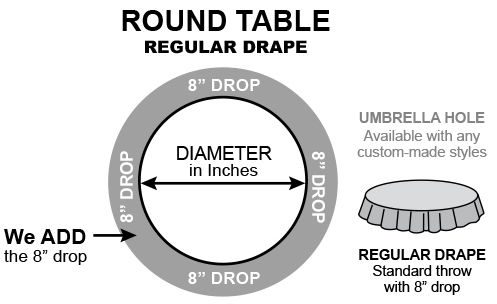 ROUND TABLE
REGULAR DRAPE
8” DROP
8” DROP
DIAMETER
in Inches
8” DROP
8” DROP
We ADD
the 8” drop
UMBRELLA HOLE
Available with any
custom-made styles
REGULAR DRAPE
Standard throw
with 8” drop